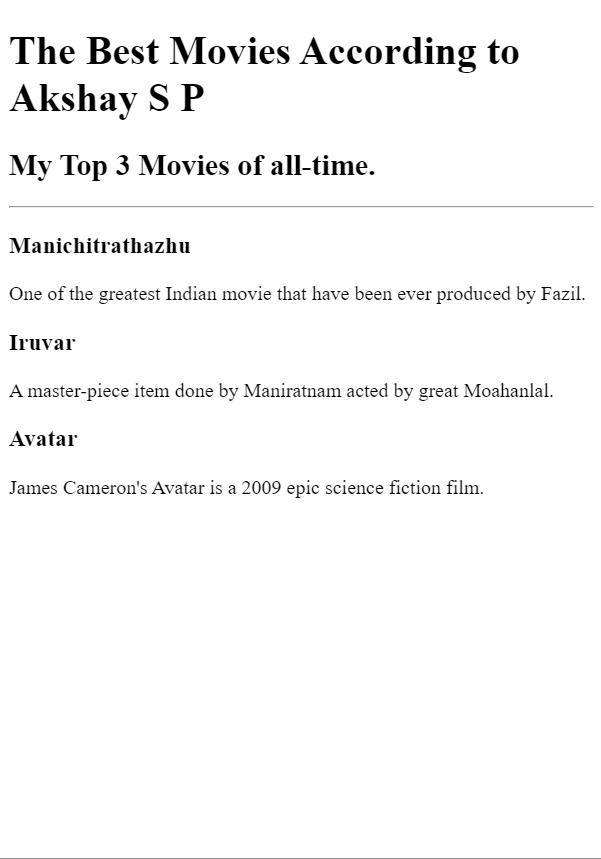 The Best Movies According to
Akshay S P
My Top 3 Movies of all-time.
Manichitrathazhu
One of the greatest Indian movie that have been ever produced by Fazil.
Iruvar
A master-piece item done by Maniratnam acted by great Moahanlal.
Avatar
James Cameron's Avatar is a 2009 epic science fiction film.